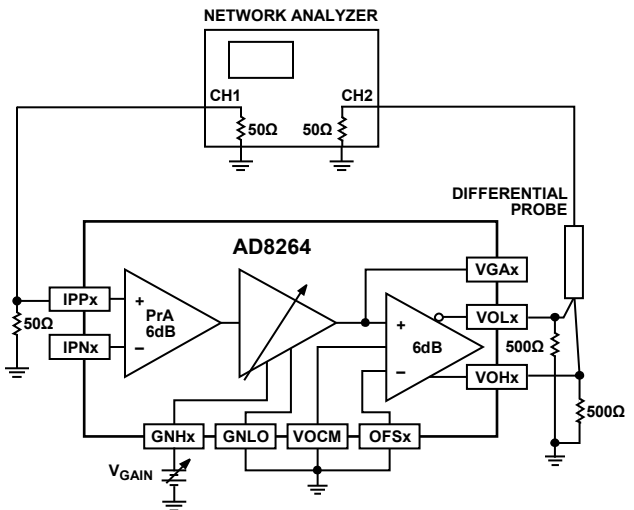 NETWORK ANALYZER
CH1
CH2
50Ω
50Ω
DIFFERENTIAL
PROBE
AD8264
VGAx
IPPx
+
PrA
6dB
–
+
6dB
–
VOLx
50Ω
IPNx
500Ω
VOHx
500Ω
GNHx
GNLO
VOCM
OFSx
VGAIN